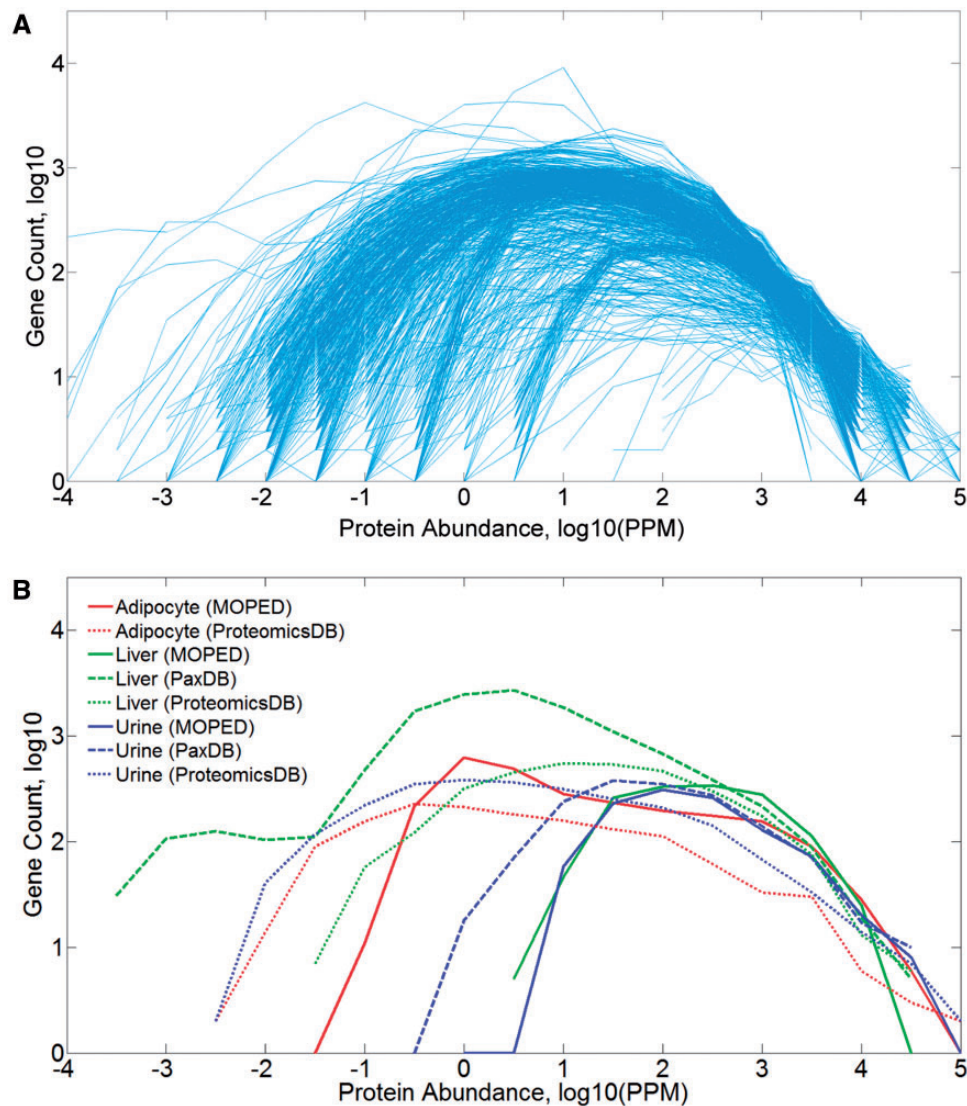 A
4
3
2
1
0
-4 -3 -2 -1 0 1 2 3 4 5
Gene Count, log10
Protein Abundance, log10(PPM)
B
Adipocyte (MOPED)
Adipocyte (ProteomicsDB)
Liver (MOPED)
Liver (PaxDB)
Liver (ProteomicsDB)
Urine (MOPED)
Urine (PaxDB)
Urine (ProteomicsDB)
4
3
2
1
0
-4 -3 -2 -1 0 1 2 3 4 5
Gene Count, log10
Protein Abundance, log10(PPM)